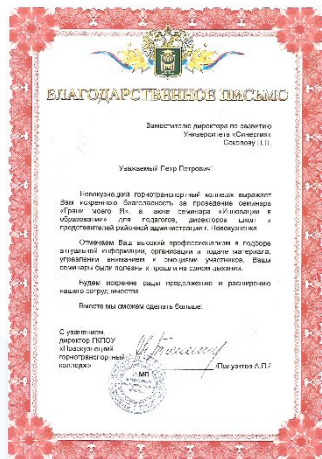 БЛАГОДАРСТВЕННОЕ ПИСЬМО
Заместителю директора по развитию
Университета «Синергия»
Соколову П.П.
Уважаемый Петр Петрович!
Новокузнецкий горнотранспортный колледж выражает
Вам искреннюю благодарность за проведение семинара
«Грани моего Я», а также семинара «Инновации в
образовании» для педагогов, директоров школ и
представителей районной администрации г. Новокузнецка
Отмечаем Ваш высокий профессионализм в подборе
актуальной информации, организации и подаче материала,
управлении вниманием и эмоциями участников. Ваши
семинары были полезны и прошли на одном дыхании.
Будем искренне рады продолжению и расширению
нашего сотрудничества
Вместе мы сможем сделать больше!
С уважением,
директор ГКПОУ
«Новокузнецкий
горнотранспортный
колледж»
МП
А.П./